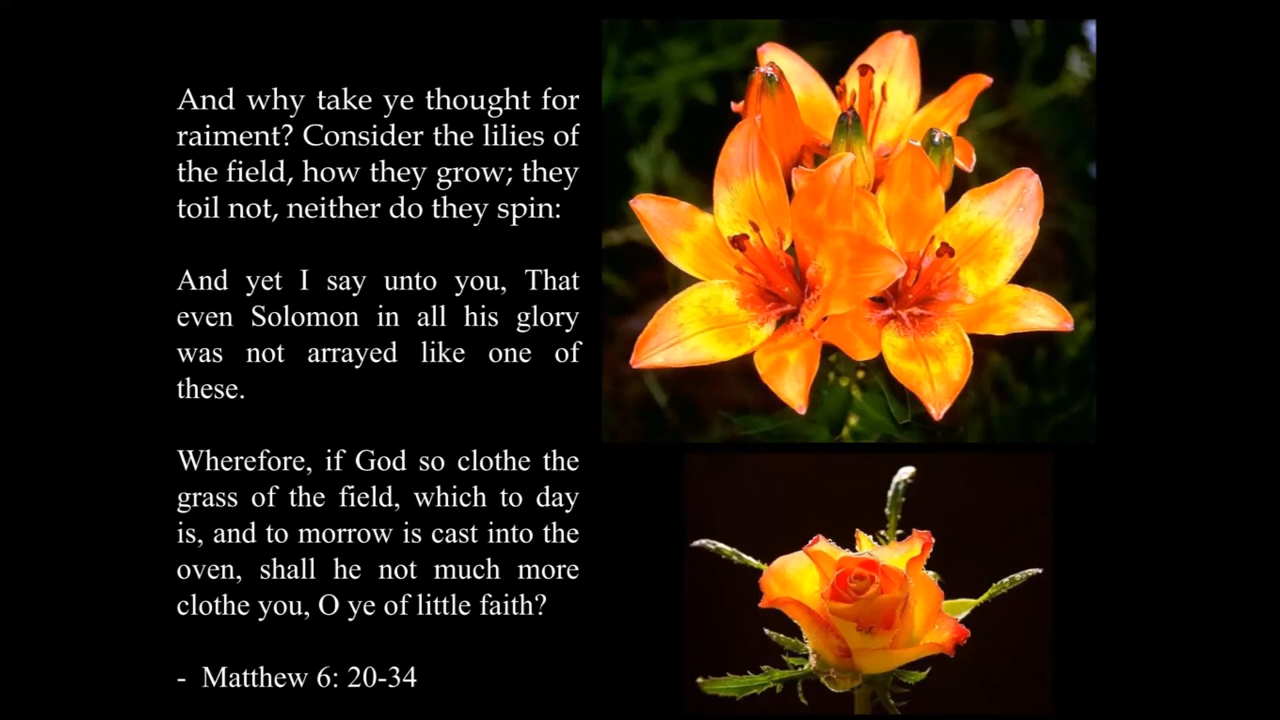 And why take ye thought for
raiment? Consider the lilies of
the field, how they grow; they
toil not, neither do they spin:
And yet I say unto you, That
even Solomon in all his glory
was not arrayed like one of
these.
Wherefore, if God so clothe the
grass of the field, which to day
is, and to morrow is cast into the
oven, shall he not much more
clothe you, O ye of little faith?
- Matthew 6: 20-34